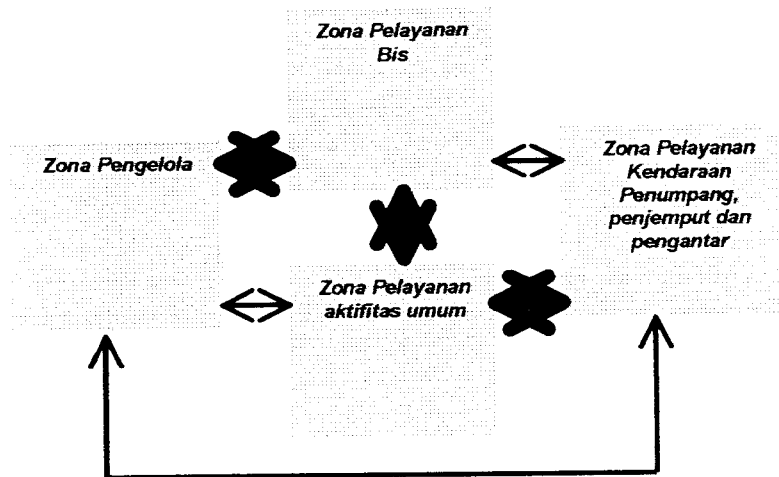 Zona Pelayanan
Bis
Zona Pengelola
Zona Pelayanan
Kendaraan
Penumpang,
penjemput dan
pengantar
Zona Pelayanan
aktifitas umum